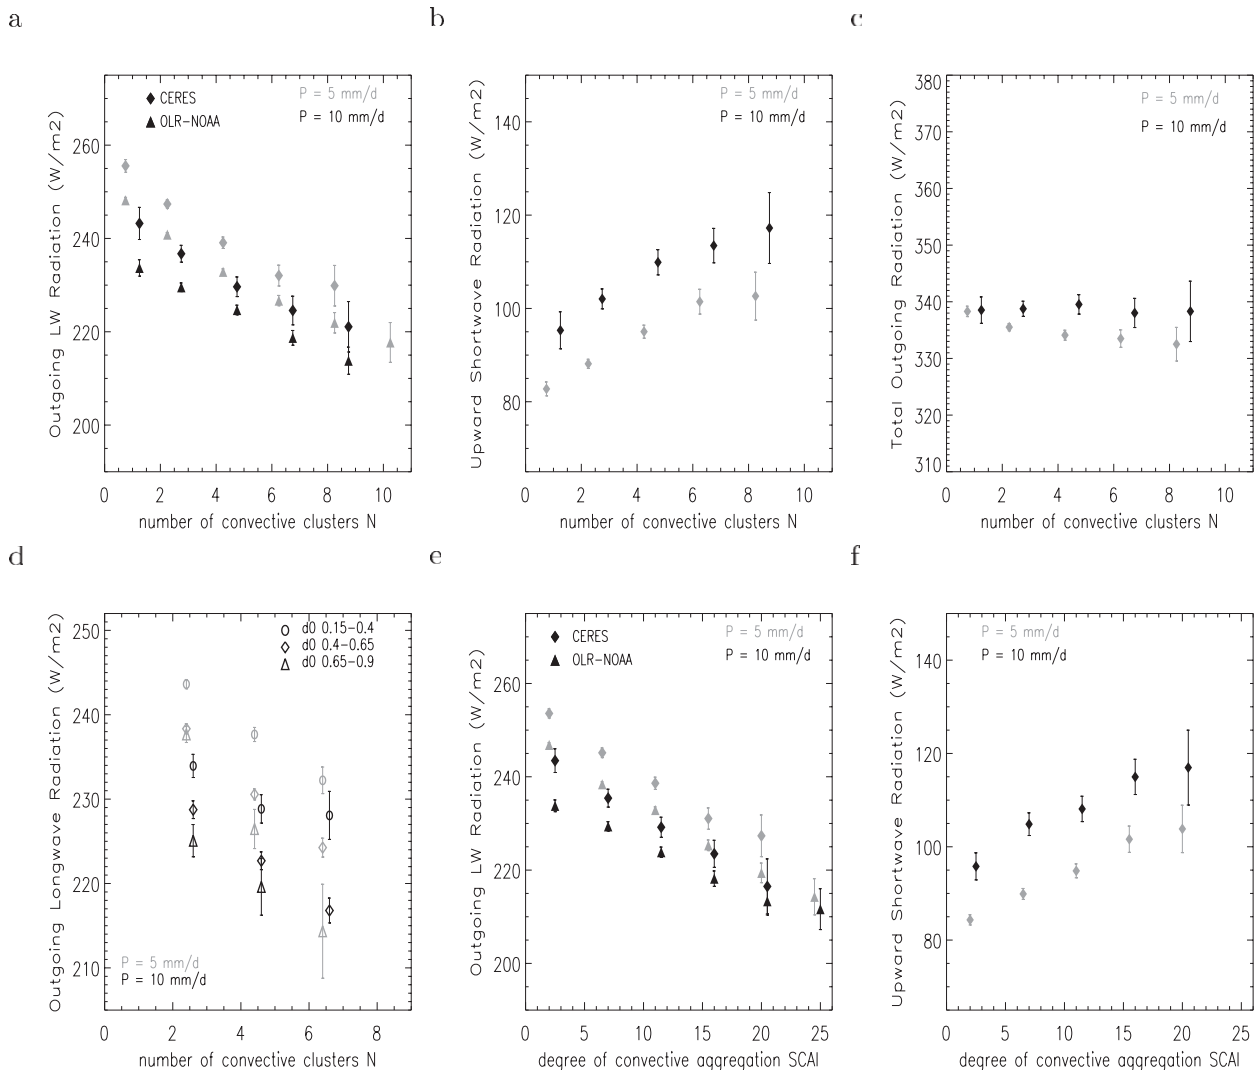 a
CERES
OLR-NOAA
P = 5 mm/d
P = 10 mm/d
Outgoing LW Radiation (W/m2)
260
240
220
200
0 2 4 6 8 10
number of convective clusters N
b
P = 5 mm/d
P = 10 mm/d
Upward Shortwave Radiation (W/m2)
140
120
100
80
0 2 4 6 8 10
number of convective clusters N
c
P = 5 mm/d
P = 10 mm/d
Total Outgoing Radiation (W/m2)
380
370
360
350
340
330
320
310
0 2 4 6 8 10
number of convective clusters N
d
d0 0.15-0.4
d0 0.4-0.65
d0 0.65-0.9
P = 5 mm/d
P = 10 mm/d
Outgoing Longwave Radiation (W/m2)
250
240
230
220
210
0 2 4 6 8
number of convective clusters N
e
CERES
OLR-NOAA
P = 5 mm/d
P = 10 mm/d
Outgoing LW Radiation (W/m2)
260
240
220
200
0 5 10 15 20 25
degree of convective aggregation SCAI
f
P = 5 mm/d
P = 10 mm/d
Upward Shortwave Radiation (W/m2)
140
120
100
80
0 5 10 15 20 25
degree of convective aggregation SCAI